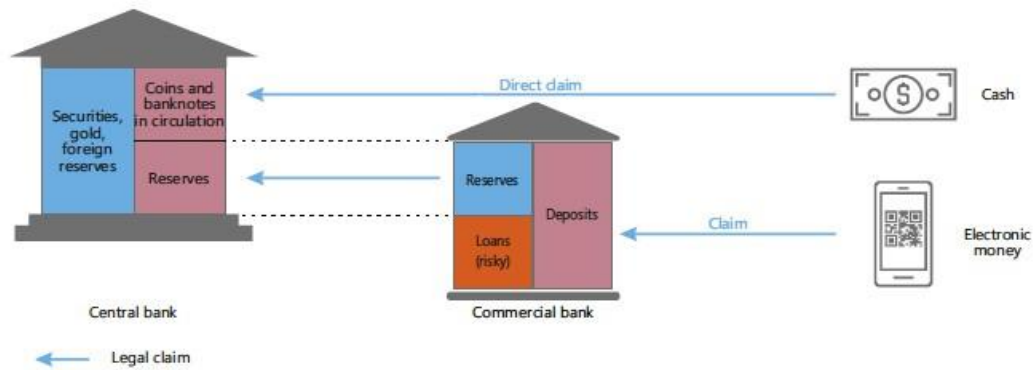 Securities,
gold,
foreign
reserves
Coins and
banknotes
in circulation
Reserves
Direct claim
Cash
Reserves
Loans
(risky)
Deposits
Claim
Electronic
money
Central bank
Commercial bank
Legal claim